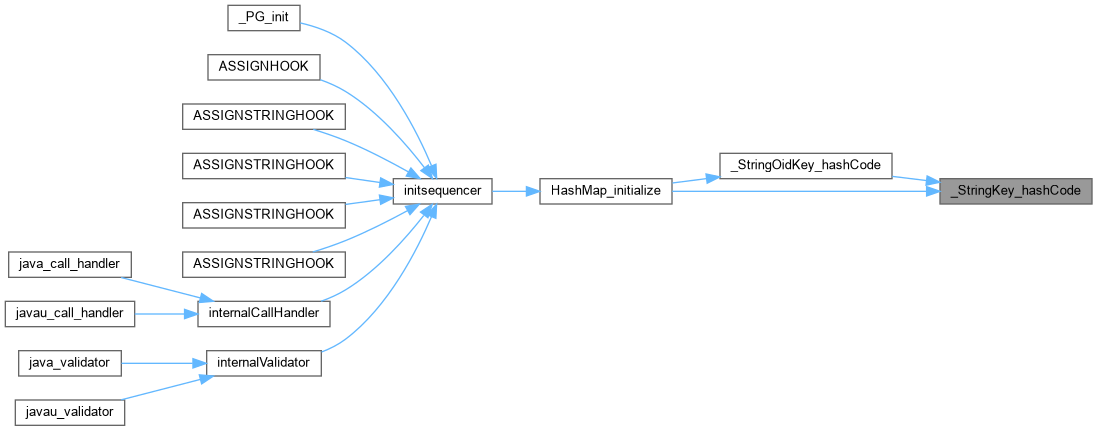 _PG_init
ASSIGNHOOK
ASSIGNSTRINGHOOK
ASSIGNSTRINGHOOK
ASSIGNSTRINGHOOK
ASSIGNSTRINGHOOK
java_call_handler
javau_call_handler
internalCallHandler
java_validator
internalValidator
javau_validator
initsequencer
HashMap_initialize
_StringOidKey_hashCode
_StringKey_hashCode